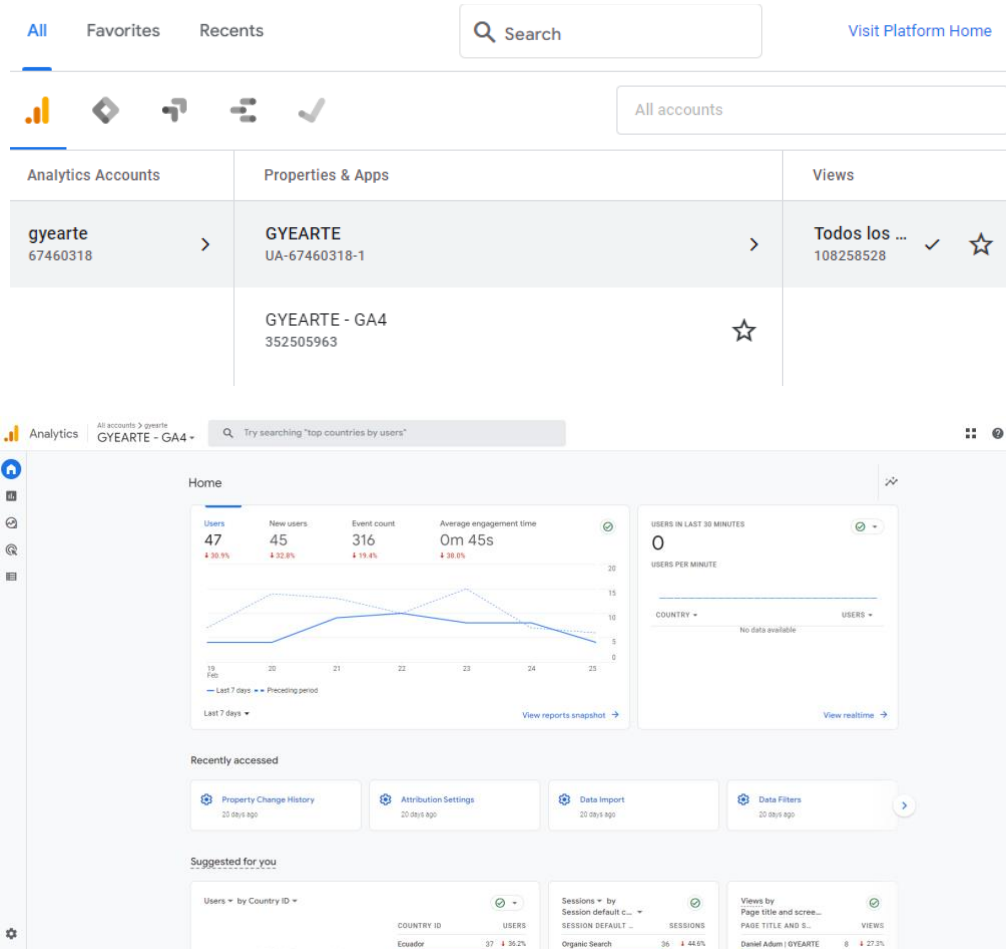 All Favorites Recents Search Visit Platform Home
All accounts
Analytics Accounts Properties & Apps Views
gyearte GYEARTE Todos los ...
67460318 UA-67460318-1 108258528
GYEARTE - GA4
352505963
Analytics All accounts > gyearte
GYEARTE - GA4 Try searching "top countries by users"
Home
Users New users Event count Average engagement time
47 45 316 0m 45s
30.9% 32.8% 19.4% 38.0%
20
15
10
5
0
19 20 21 22 23 24 25
Feb
Last 7 days Preceding period
Last 7 days View reports snapshot
USERS IN LAST 30 MINUTES
0
USERS PER MINUTE
COUNTRY USERS
No data available
View realtime
Recently accessed
Property Change History Attribution Settings Data Import Data Filters
20 days ago 20 days ago 20 days ago 20 days ago
Suggested for you
Users by Country ID
COUNTRY ID USERS
Ecuador 37 36.2%
Sessions by
Session default c...
SESSION DEFAULT ... SESSIONS
Organic Search 36 44.6%
Views by
Page title and scree...
PAGE TITLE AND S... VIEWS
Daniel Adum | GYEARTE 8 27.3%